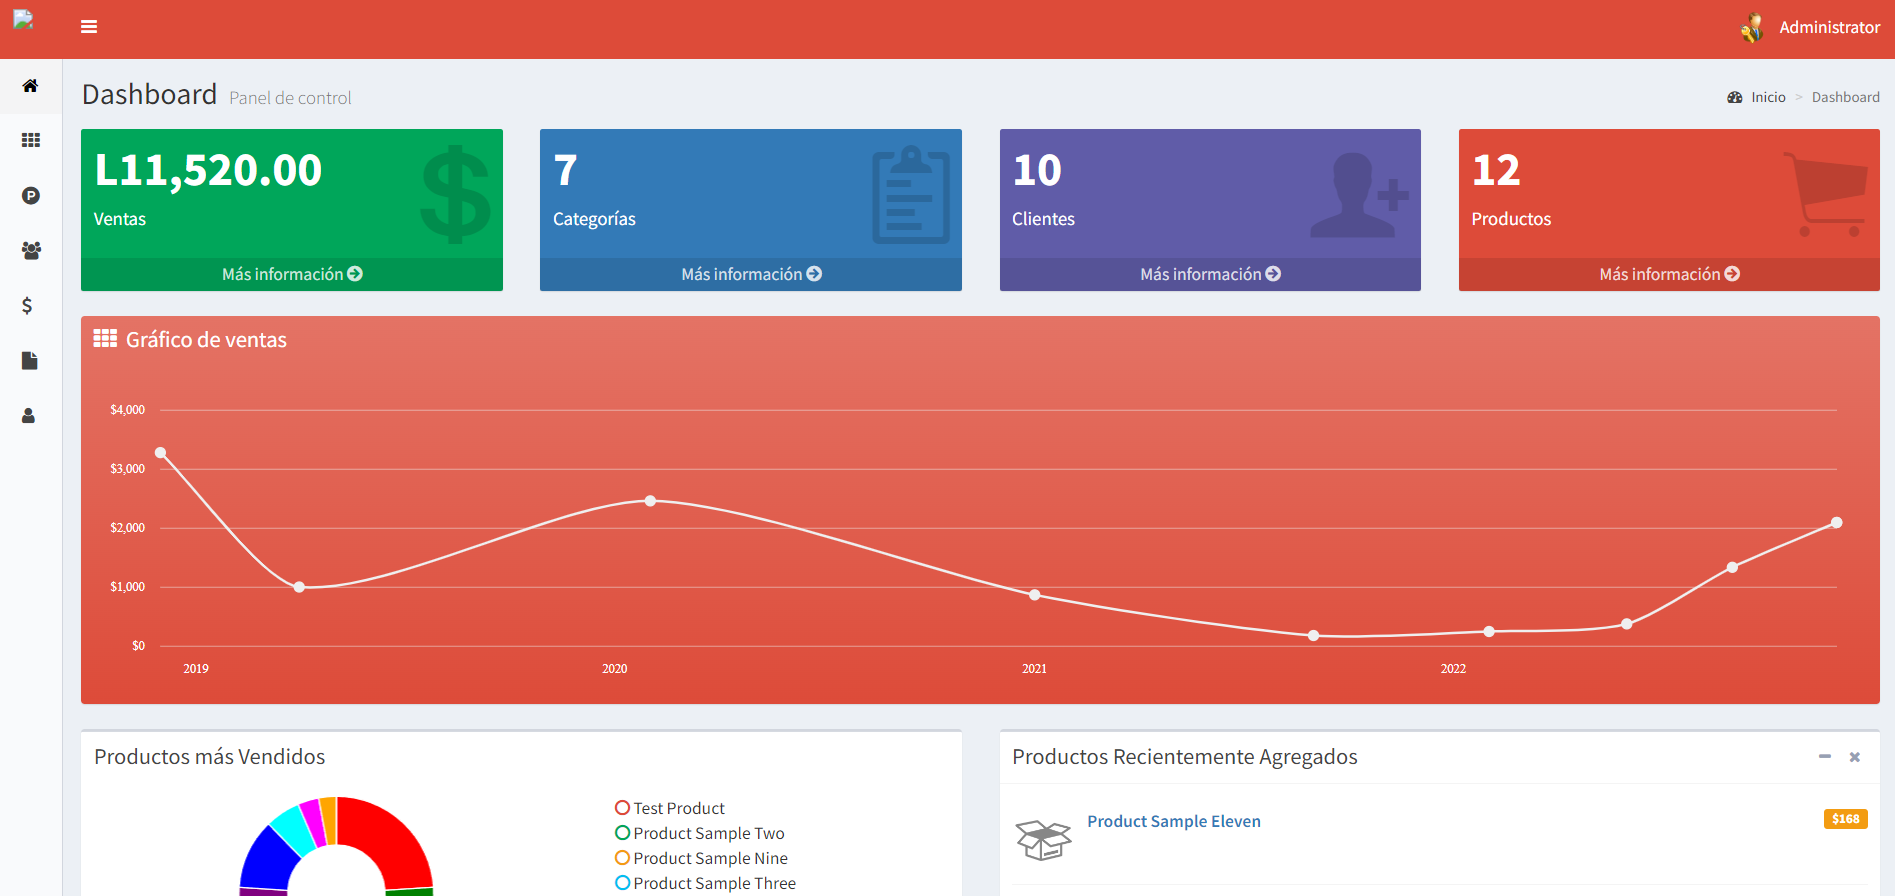 Administrator
Dashboard Panel de control
Inicio > Dashboard
L11,520.00
Ventas
Más información
7
Categorías
Más información
10
Clientes
Más información
12
Productos
Más información
Gráfico de ventas
$4,000
$3,000
$2,000
$1,000
$0
2019 2020 2021 2022
Productos más Vendidos
Test Product
Product Sample Two
Product Sample Nine
Product Sample Three
Productos Recientemente Agregados
Product Sample Eleven
$168